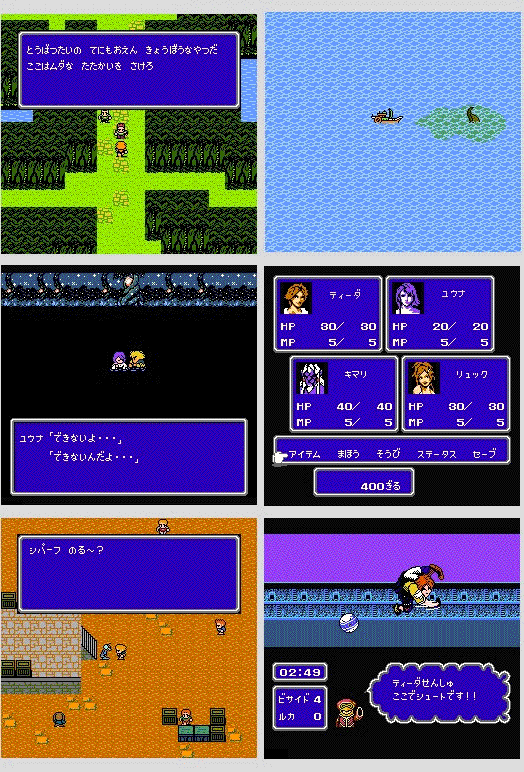 とうばつたいの てにもおえん きょうぼうなやつだ
ここはムダな たたかいを さけろ
ユウナ「できないよ・・・」
「できないんだよ・・・」
ティーダ
HP 30/ 30
MP 5/ 5
ユウナ
HP 20/ 20
MP 5/ 5
キマリ
HP 40/ 40
MP 5/ 5
リュック
HP 30/ 30
MP 5/ 5
アイテム まほう そうび ステータス セーブ
400ぎる
シパーフ のる～？
02:49
ビサイド 4
ルカ 0
ティーダせんしゅ
ここでシュートです!!